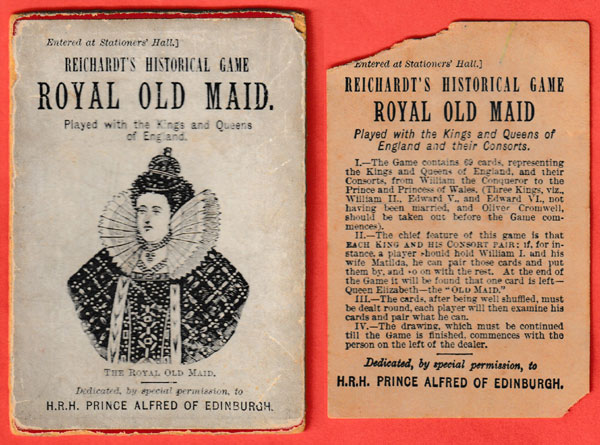 Entered at Stationers' Hall.]
REICHARDT'S HISTORICAL GAME
ROYAL OLD MAID.
Played with the Kings and Queens
of England.
THE ROYAL OLD MAID.
Dedicated, by special permission, to
H.R.H. PRINCE ALFRED OF EDINBURGH.
Entered at Stationers' Hall.]
REICHARDT'S HISTORICAL GAME
ROYAL OLD MAID
Played with the Kings and Queens of
England and their Consorts.
I.—The Game contains 69 cards, representing
the Kings and Queens of England, and their
Consorts, from William the Conqueror to the
Prince and Princess of Wales. (Three Kings, viz.,
William II., Edward V., and Edward VI., not
having been married, and Oliver Cromwell,
should be taken out before the Game com-
mences).
II.—The chief feature of this game is that
EACH KING AND HIS CONSORT PAIR: if, for in-
stance, a player should hold William I. and his
wife Matilda, he can pair those cards and put
them by, and so on with the rest. At the end of
the Game it will be found that one card is left—
Queen Elizabeth—the "OLD MAID."
III.—The cards, after being well shuffled, must
be dealt round, each player will then examine his
cards and pair what he can.
IV.—The drawing, which must be continued
till the Game is finished, commences with the
person on the left of the dealer.
Dedicated, by special permission, to
H.R.H. PRINCE ALFRED OF EDINBURGH.